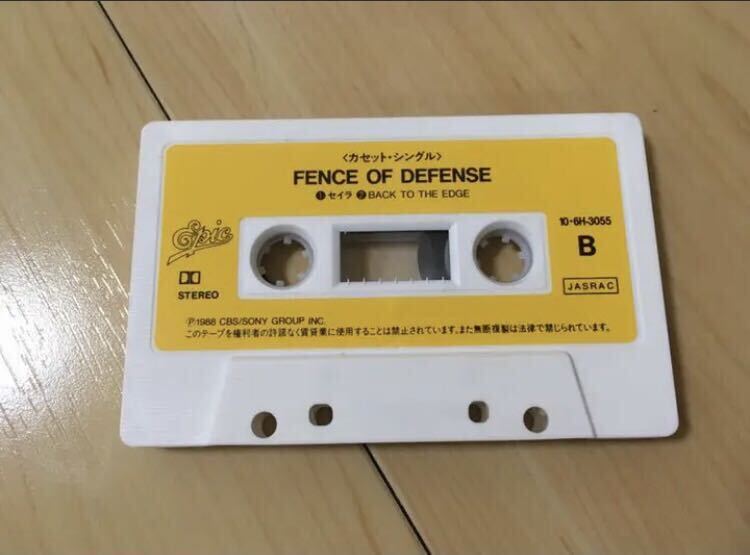 〈カセット・シングル〉
FENCE OF DEFENSE
❶セイラ ❷BACK TO THE EDGE
Epic
10・6H-3055
B
STEREO
JASRAC
Ⓟ1988 CBS/SONY GROUP INC.
このテープを権利者の許諾なく賃貸業に使用することは禁止されています。また無断複製は法律で禁じられています。